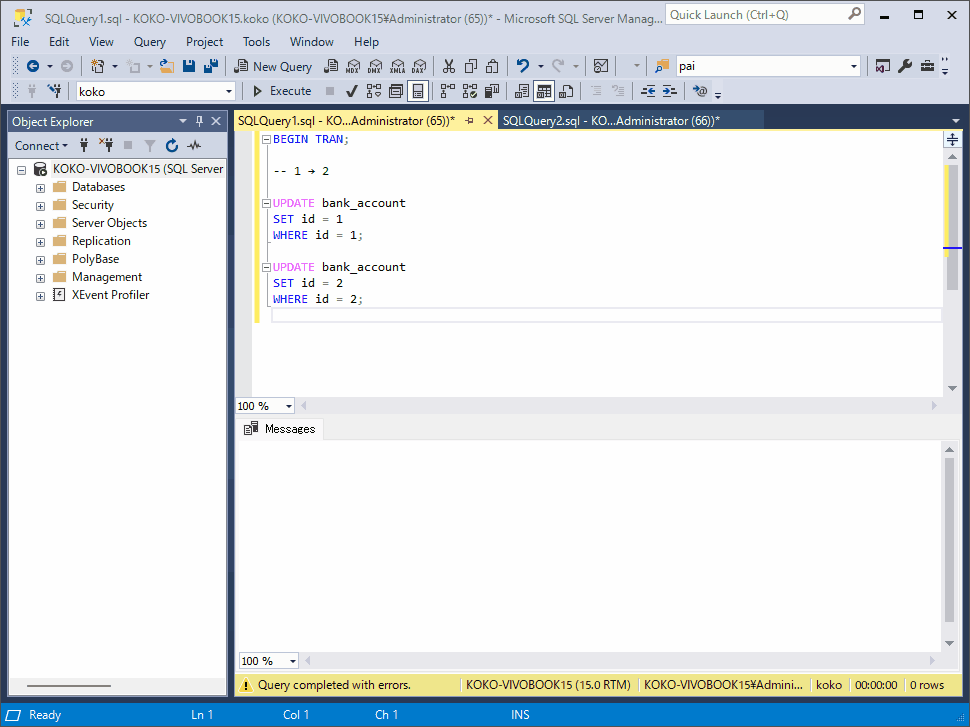 SQLQuery1.sql - KOKO-VIVOBOOK15.koko (KOKO-VIVOBOOK15¥Administrator (65))* - Microsoft SQL Server Manag...
Quick Launch (Ctrl+Q)
File Edit View Query Project Tools Window Help
New Query MDX DMX XMLA DAX pai
koko Execute
Object Explorer
SQLQuery1.sql - KO...Administrator (65))* SQLQuery2.sql - KO...Administrator (66))*
Connect
KOKO-VIVOBOOK15 (SQL Server
Databases
Security
Server Objects
Replication
PolyBase
Management
XEvent Profiler
BEGIN TRAN;
-- 1 → 2
UPDATE bank_account
SET id = 1
WHERE id = 1;
UPDATE bank_account
SET id = 2
WHERE id = 2;
100 %
Messages
100 %
Query completed with errors. KOKO-VIVOBOOK15 (15.0 RTM) KOKO-VIVOBOOK15¥Admini... koko 00:00:00 0 rows
Ready Ln 1 Col 1 Ch 1 INS